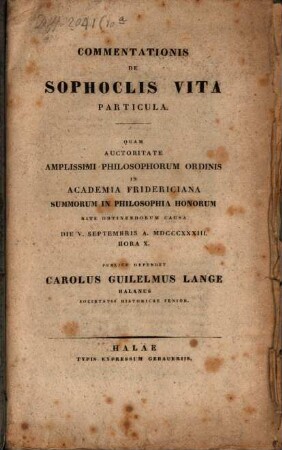 COMMENTATIONIS
DE
SOPHOCLIS VITA
PARTICULA.
QUAM
AUCTORITATE
AMPLISSIMI PHILOSOPHORUM ORDINIS
IN
ACADEMIA FRIDERICIANA
SUMMORUM IN PHILOSOPHIA HONORUM
RITE OBTINENDORUM CAUSA
DIE V. SEPTEMBRIS A. MDCCCXXXIII.
HORA X.
PUBLICE DEFENDET
CAROLUS GUILELMUS LANGE
HALANUS
SOCIETATIS HISTORICAE SENIOR.
HALAE
TYPIS EXPRESSUM GEBAUERIIS.